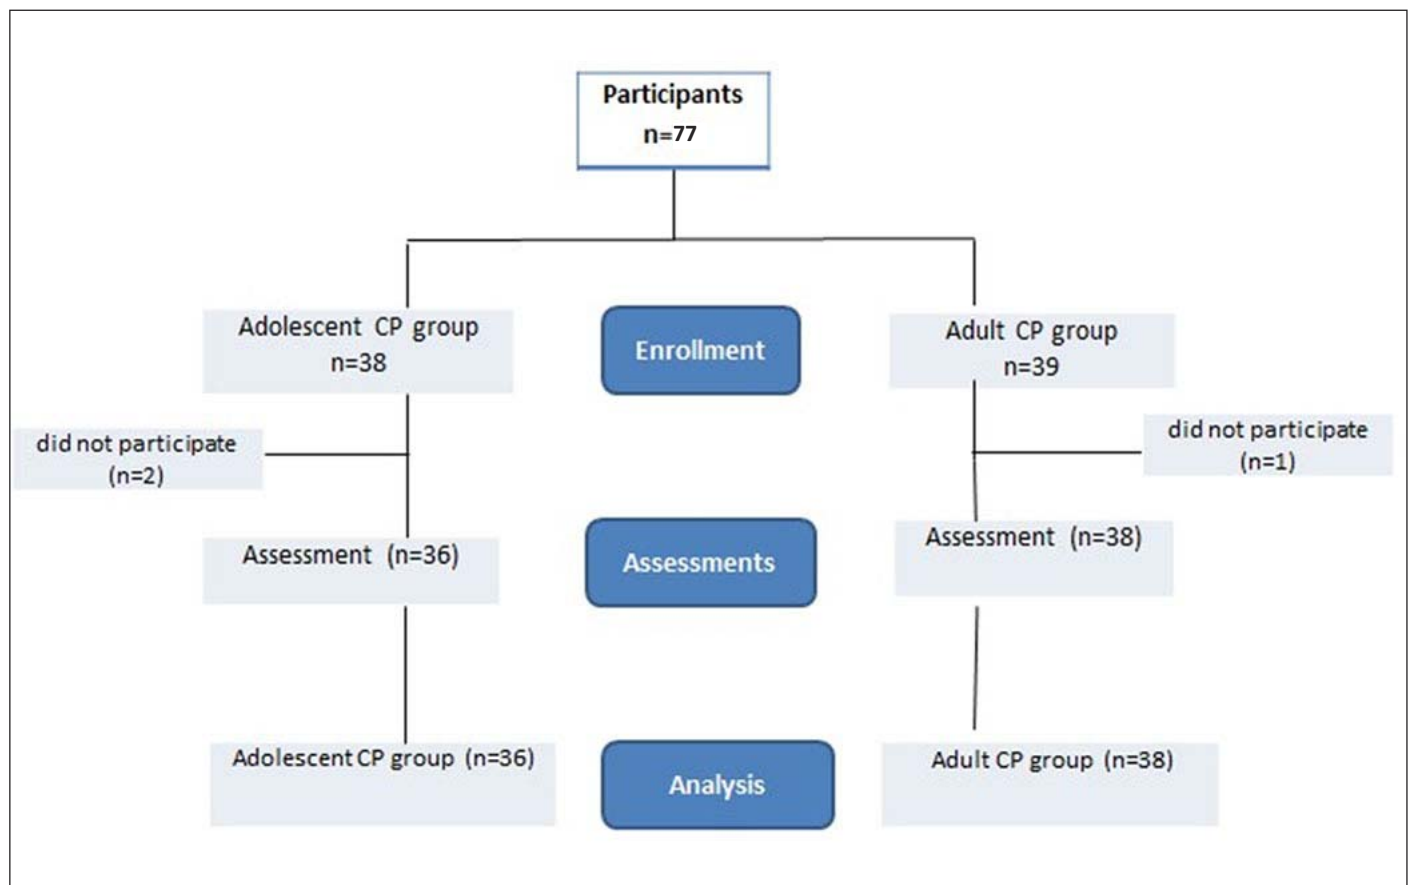 Participants
n=77
Adolescent CP group
n=38
Enrollment
Adult CP group
n=39
did not participate
(n=2)
did not participate
(n=1)
Assessment (n=36)
Assessments
Assessment (n=38)
Adolescent CP group (n=36)
Analysis
Adult CP group (n=38)